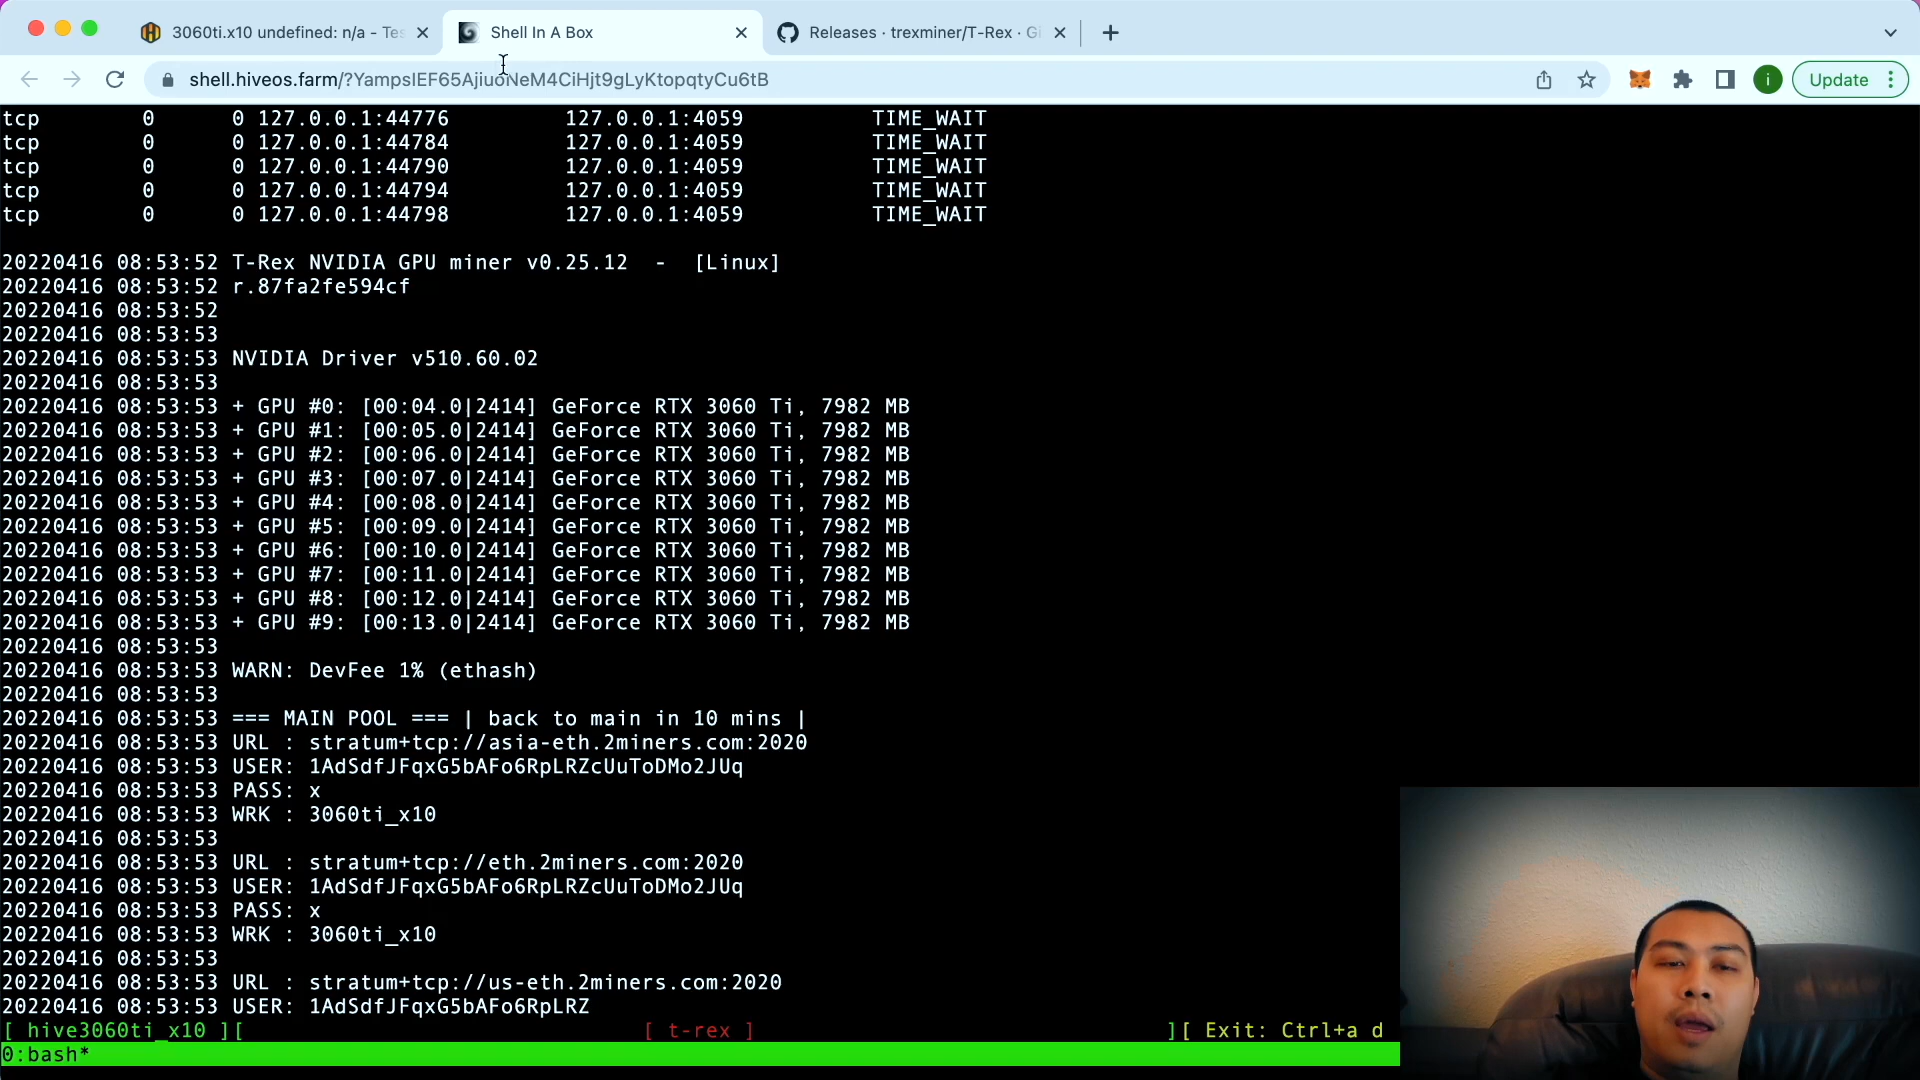 3060ti.x10 undefined: n/a - Tes
Shell In A Box
Releases · trexminer/T-Rex · Gi
shell.hiveos.farm/?YampsIEF65AjiuoNeM4CiHjt9gLyKtopqtyCu6tB
i
Update
tcp 0 0 127.0.0.1:44776 127.0.0.1:4059 TIME_WAIT
tcp 0 0 127.0.0.1:44784 127.0.0.1:4059 TIME_WAIT
tcp 0 0 127.0.0.1:44790 127.0.0.1:4059 TIME_WAIT
tcp 0 0 127.0.0.1:44794 127.0.0.1:4059 TIME_WAIT
tcp 0 0 127.0.0.1:44798 127.0.0.1:4059 TIME_WAIT
20220416 08:53:52 T-Rex NVIDIA GPU miner v0.25.12 - [Linux]
20220416 08:53:52 r.87fa2fe594cf
20220416 08:53:52
20220416 08:53:53
20220416 08:53:53 NVIDIA Driver v510.60.02
20220416 08:53:53
20220416 08:53:53 + GPU #0: [00:04.0|2414] GeForce RTX 3060 Ti, 7982 MB
20220416 08:53:53 + GPU #1: [00:05.0|2414] GeForce RTX 3060 Ti, 7982 MB
20220416 08:53:53 + GPU #2: [00:06.0|2414] GeForce RTX 3060 Ti, 7982 MB
20220416 08:53:53 + GPU #3: [00:07.0|2414] GeForce RTX 3060 Ti, 7982 MB
20220416 08:53:53 + GPU #4: [00:08.0|2414] GeForce RTX 3060 Ti, 7982 MB
20220416 08:53:53 + GPU #5: [00:09.0|2414] GeForce RTX 3060 Ti, 7982 MB
20220416 08:53:53 + GPU #6: [00:10.0|2414] GeForce RTX 3060 Ti, 7982 MB
20220416 08:53:53 + GPU #7: [00:11.0|2414] GeForce RTX 3060 Ti, 7982 MB
20220416 08:53:53 + GPU #8: [00:12.0|2414] GeForce RTX 3060 Ti, 7982 MB
20220416 08:53:53 + GPU #9: [00:13.0|2414] GeForce RTX 3060 Ti, 7982 MB
20220416 08:53:53
20220416 08:53:53 WARN: DevFee 1% (ethash)
20220416 08:53:53
20220416 08:53:53 === MAIN POOL === | back to main in 10 mins |
20220416 08:53:53 URL : stratum+tcp://asia-eth.2miners.com:2020
20220416 08:53:53 USER: 1AdSdfJFqxG5bAFo6RpLRZcUuToDMo2JUq
20220416 08:53:53 PASS: x
20220416 08:53:53 WRK : 3060ti_x10
20220416 08:53:53
20220416 08:53:53 URL : stratum+tcp://eth.2miners.com:2020
20220416 08:53:53 USER: 1AdSdfJFqxG5bAFo6RpLRZcUuToDMo2JUq
20220416 08:53:53 PASS: x
20220416 08:53:53 WRK : 3060ti_x10
20220416 08:53:53
20220416 08:53:53 URL : stratum+tcp://us-eth.2miners.com:2020
20220416 08:53:53 USER: 1AdSdfJFqxG5bAFo6RpLRZ
[ hive3060ti_x10 ][ [ t-rex ] ][ Exit: Ctrl+a d
0:bash*